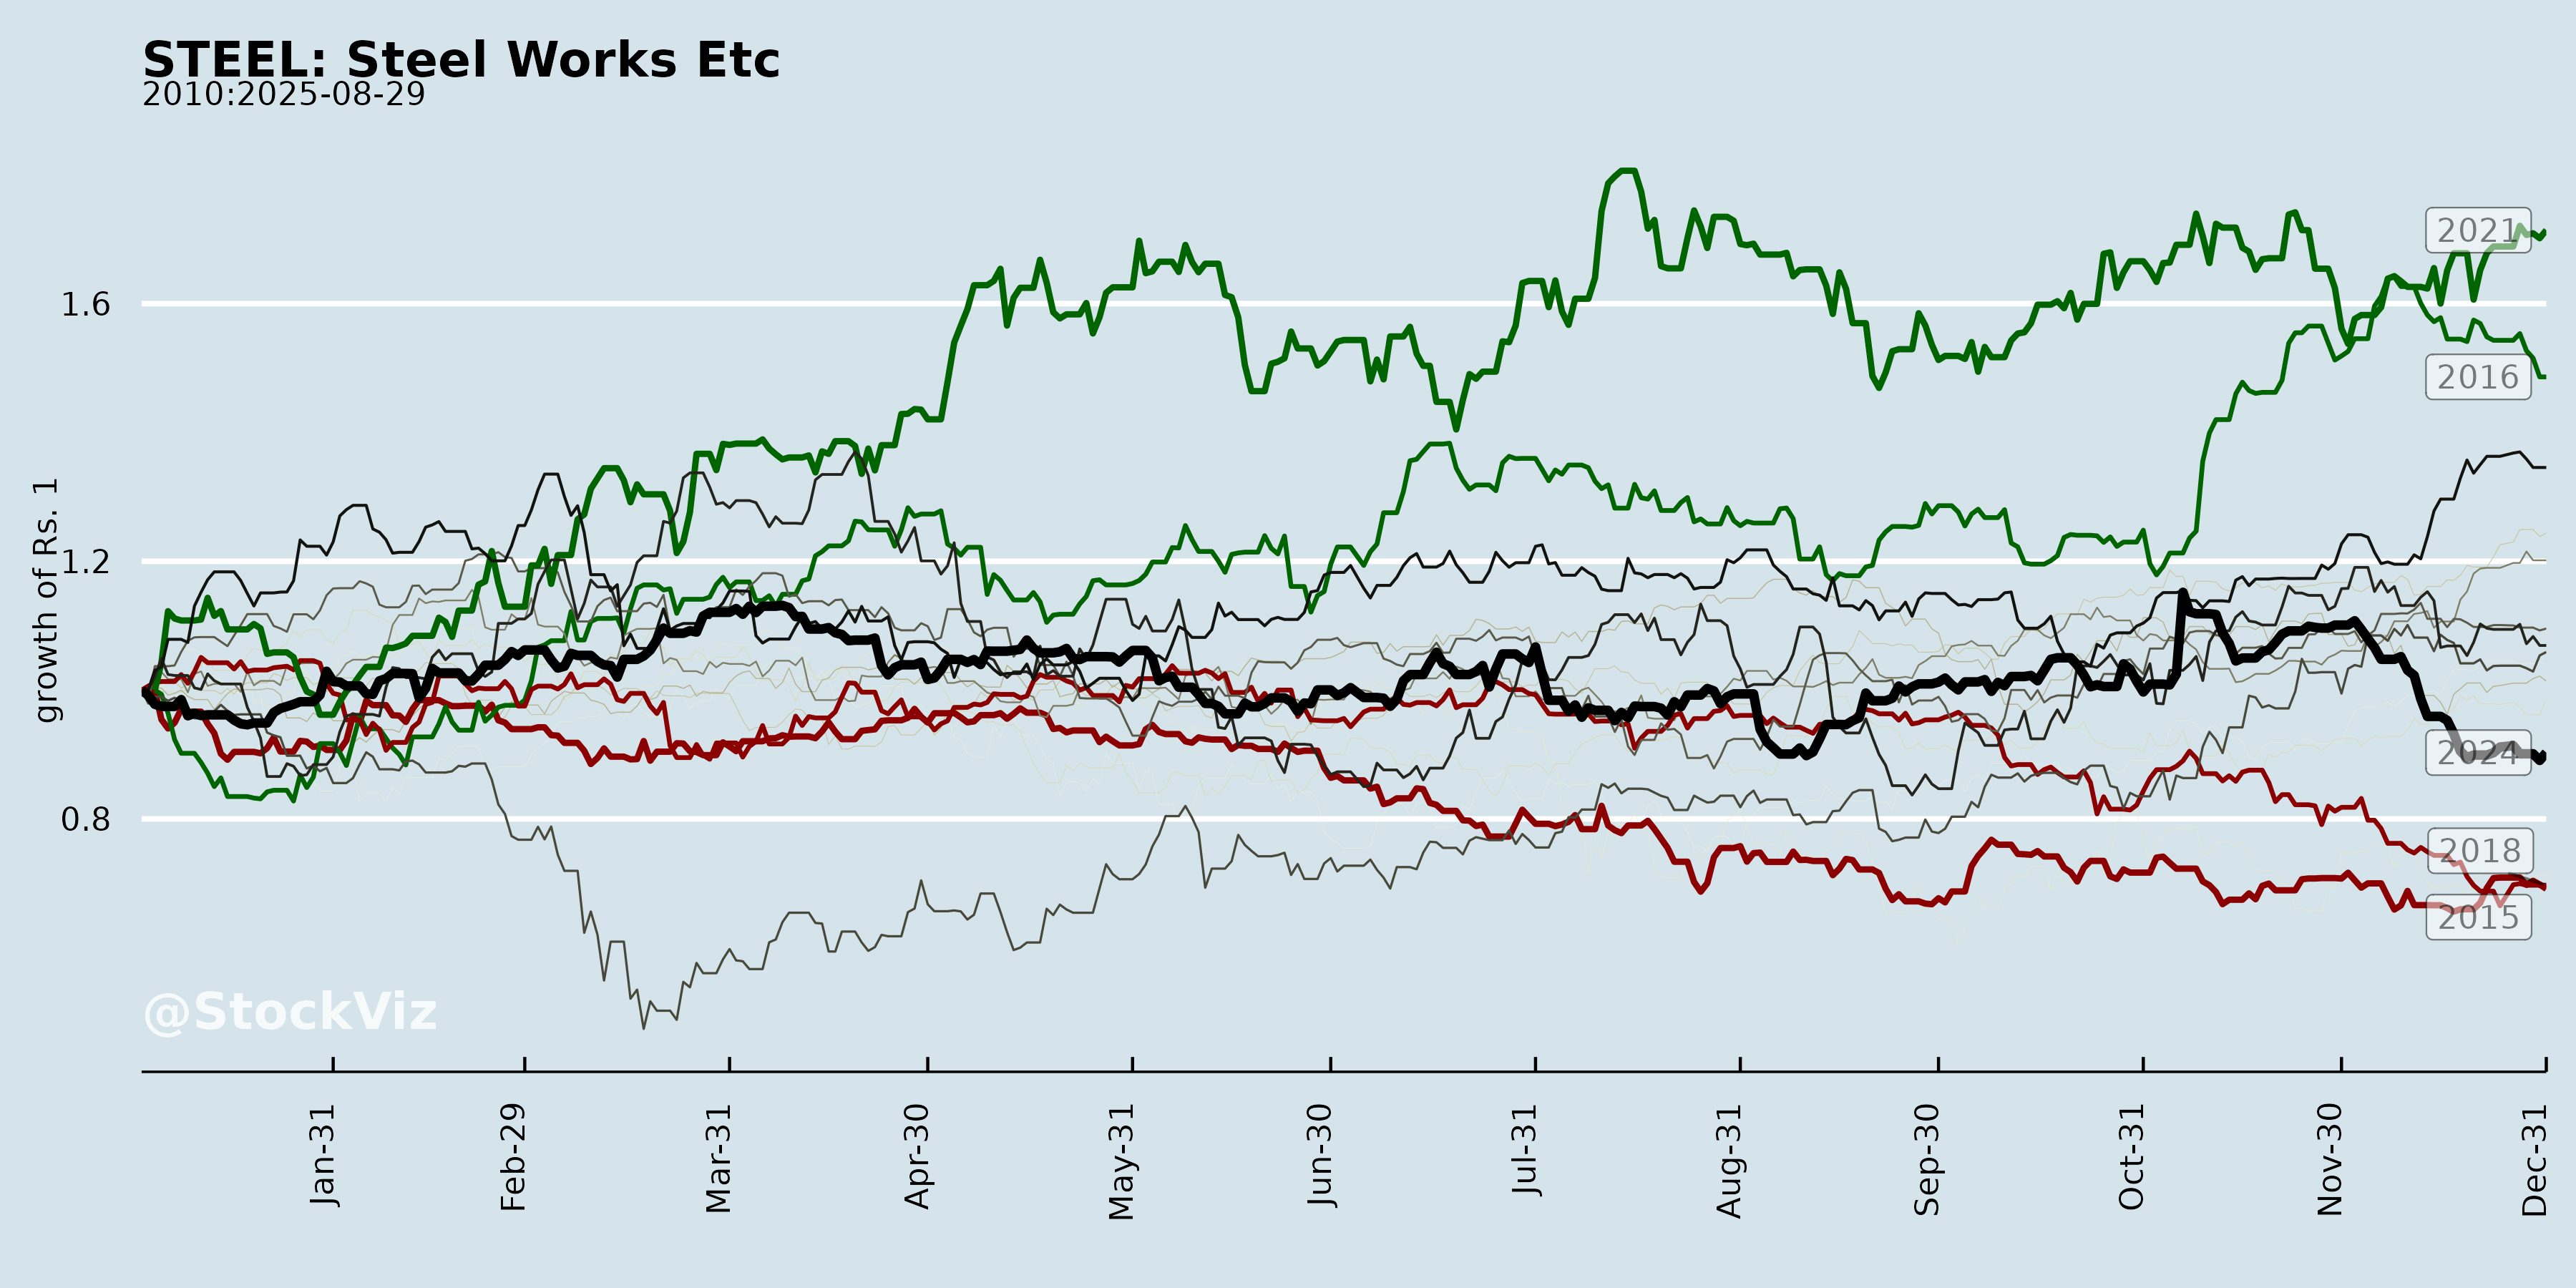 STEEL: Steel Works Etc
2010:2025-08-29
growth of Rs. 1
1.6
1.2
0.8
2021
2016
2024
2018
2015
@StockViz
Jan-31
Feb-29
Mar-31
Apr-30
May-31
Jun-30
Jul-31
Aug-31
Sep-30
Oct-31
Nov-30
Dec-31